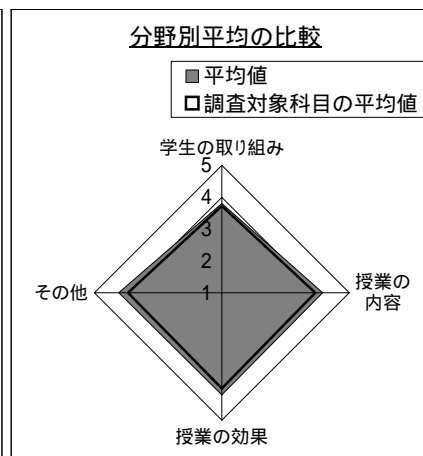 分野別平均の比較
平均値
調査対象科目の平均値
学生の取り組み
5
4
3
2
1
その他
授業の
内容
授業の効果